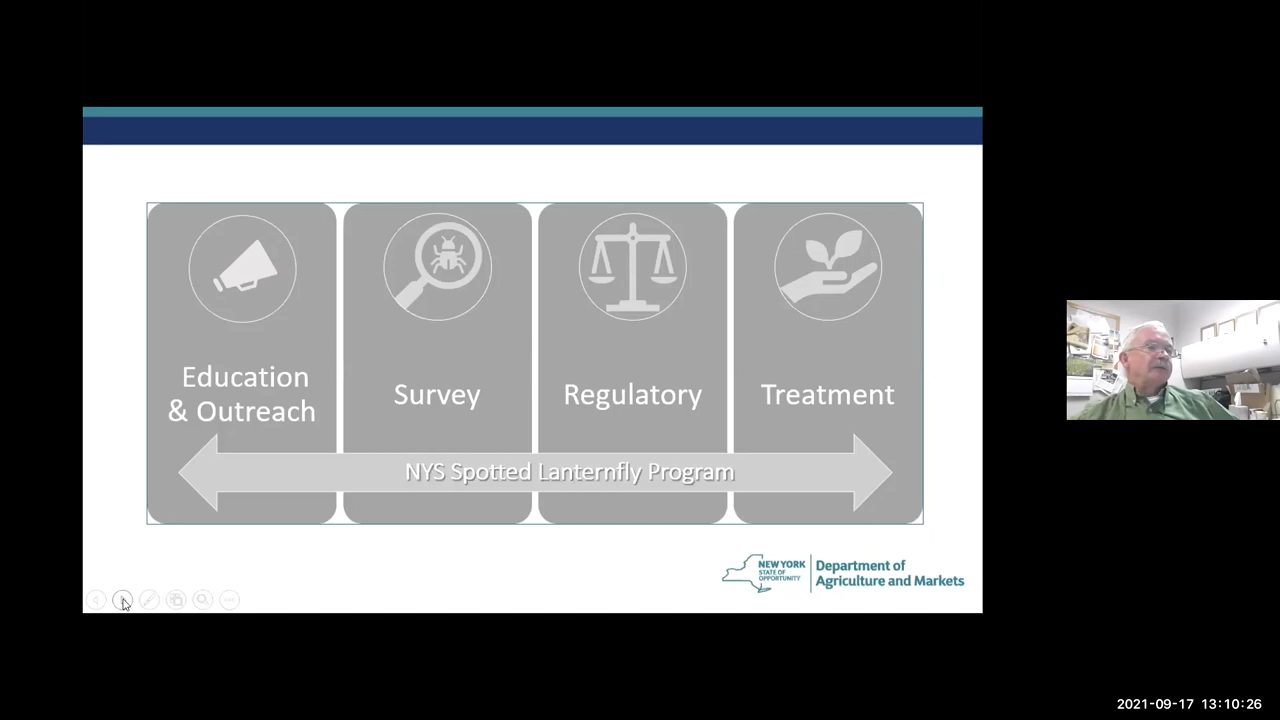 Education
& Outreach
Survey
Regulatory
Treatment
NYS Spotted Lanternfly Program
NEW YORK
STATE OF
OPPORTUNITY
Department of
Agriculture and Markets
2021-09-17 13:10:26